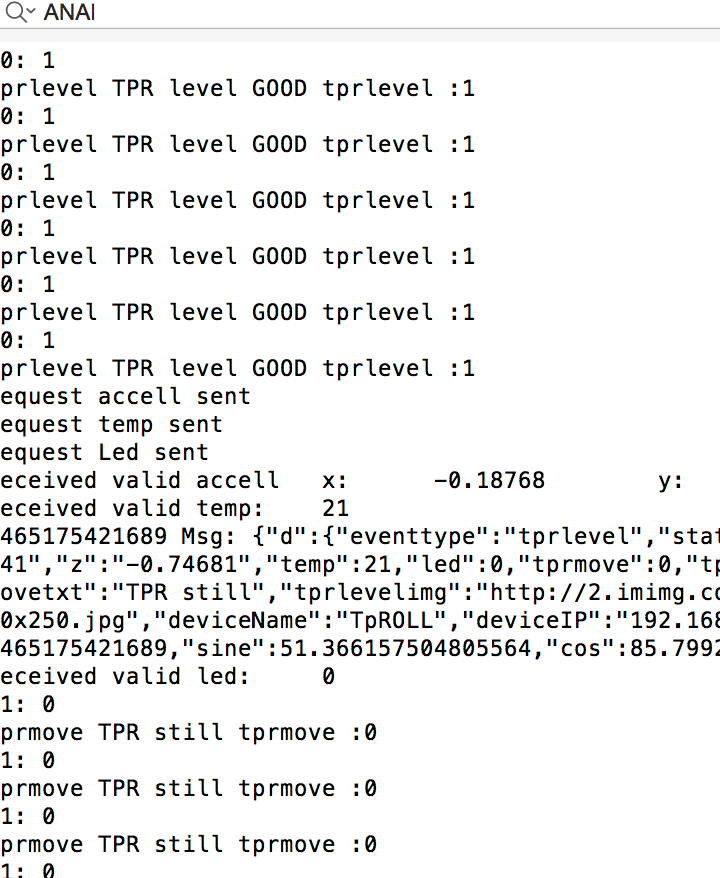 ANAI
0: 1
prlevel TPR level GOOD tprlevel :1
0: 1
prlevel TPR level GOOD tprlevel :1
0: 1
prlevel TPR level GOOD tprlevel :1
0: 1
prlevel TPR level GOOD tprlevel :1
0: 1
prlevel TPR level GOOD tprlevel :1
0: 1
prlevel TPR level GOOD tprlevel :1
equest accell sent
equest temp sent
equest Led sent
eceived valid accell x: -0.18768 y:
eceived valid temp: 21
465175421689 Msg: {"d":{"eventtype":"tprlevel","stat
41","z":"-0.74681","temp":21,"led":0,"tprmove":0,"tp
ovetxt":"TPR still","tprlevelimg":"http://2.imimg.co
0x250.jpg","deviceName":"TpROLL","deviceIP":"192.168
465175421689,"sine":51.366157504805564,"cos":85.7992
eceived valid led: 0
1: 0
prmove TPR still tprmove :0
1: 0
prmove TPR still tprmove :0
1: 0
prmove TPR still tprmove :0
1: 0